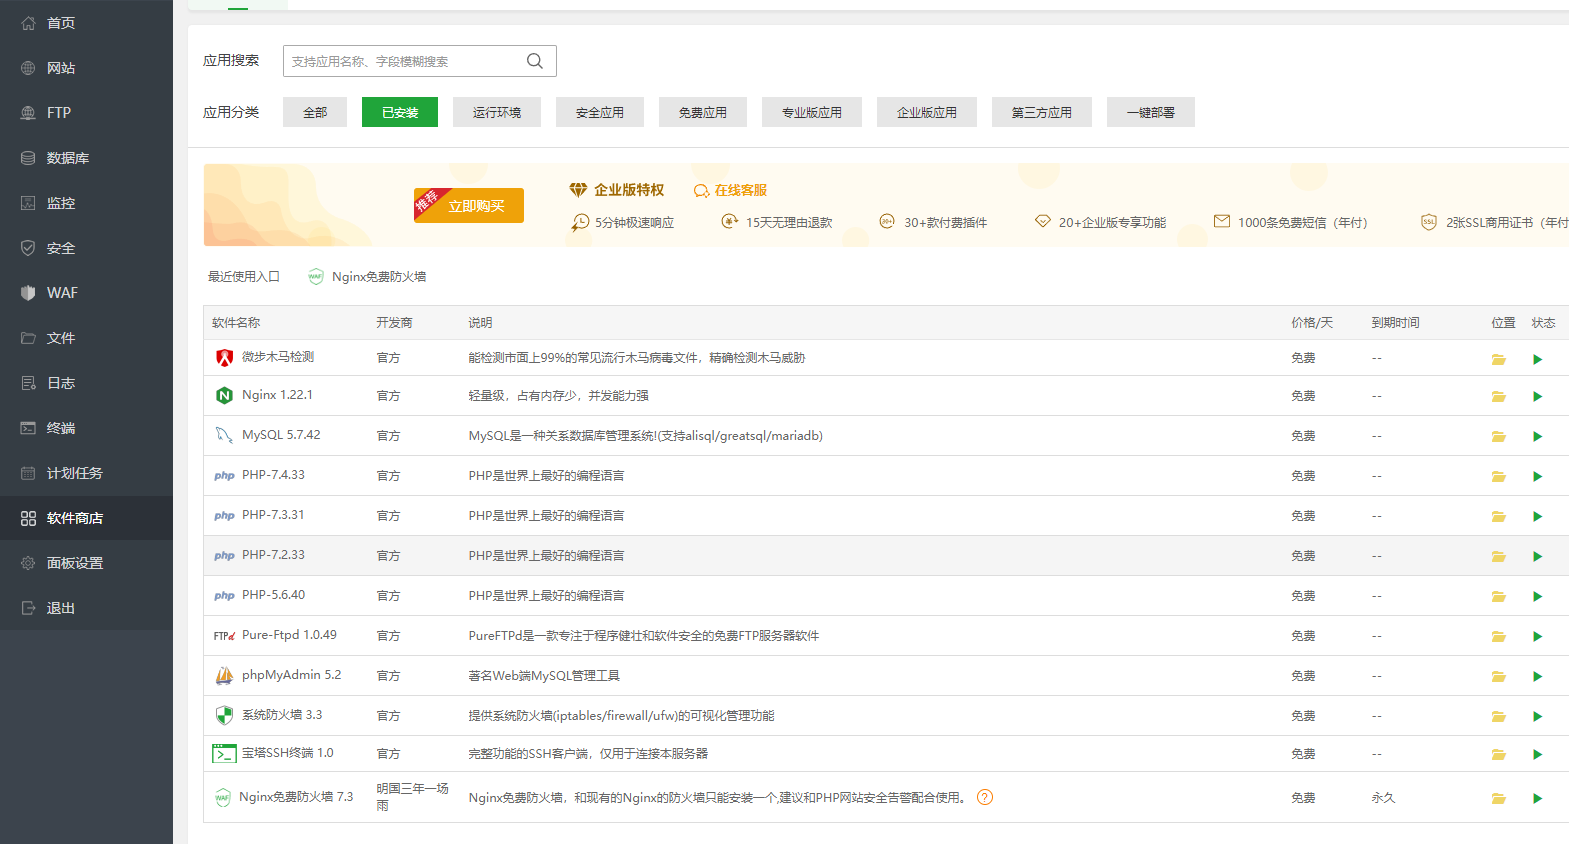 首页
网站
FTP
数据库
监控
安全
WAF
文件
日志
终端
计划任务
软件商店
面板设置
退出
应用搜索 支持应用名称、字段模糊搜索
应用分类 全部 已安装 运行环境 安全应用 免费应用 专业版应用 企业版应用 第三方应用 一键部署
推荐 立即购买
企业版特权 在线客服
5分钟极速响应 15天无理由退款 30+ 30+款付费插件 20+企业版专享功能 1000条免费短信（年付） SSL 2张SSL商用证书（年付
最近使用入口 WAF Nginx免费防火墙
软件名称 开发商 说明 价格/天 到期时间 位置 状态
微步木马检测 官方 能检测市面上99%的常见流行木马病毒文件，精确检测木马威胁 免费 --
N Nginx 1.22.1 官方 轻量级，占有内存少，并发能力强 免费 --
MySQL 5.7.42 官方 MySQL是一种关系数据库管理系统!(支持alisql/greatsql/mariadb) 免费 --
php PHP-7.4.33 官方 PHP是世界上最好的编程语言 免费 --
php PHP-7.3.31 官方 PHP是世界上最好的编程语言 免费 --
php PHP-7.2.33 官方 PHP是世界上最好的编程语言 免费 --
php PHP-5.6.40 官方 PHP是世界上最好的编程语言 免费 --
FTPd Pure-Ftpd 1.0.49 官方 PureFTPd是一款专注于程序健壮和软件安全的免费FTP服务器软件 免费 --
phpMyAdmin 5.2 官方 著名Web端MySQL管理工具 免费 --
系统防火墙 3.3 官方 提供系统防火墙(iptables/firewall/ufw)的可视化管理功能 免费 --
宝塔SSH终端 1.0 官方 完整功能的SSH客户端，仅用于连接本服务器 免费 --
WAF Nginx免费防火墙 7.3 明国三年一场雨 Nginx免费防火墙，和现有的Nginx的防火墙只能安装一个,建议和PHP网站安全告警配合使用。 ? 免费 永久